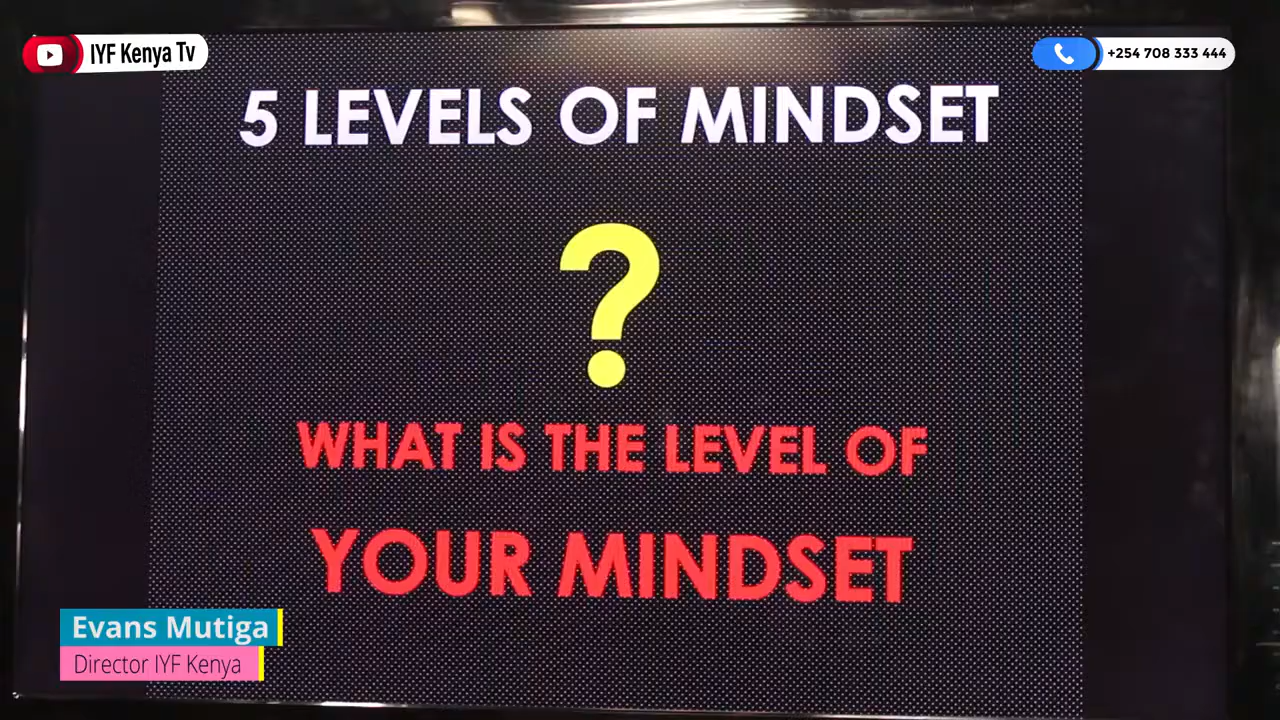 IYF Kenya Tv
+254 708 333 444
5 LEVELS OF MINDSET
?
WHAT IS THE LEVEL OF
YOUR MINDSET
Evans Mutiga
Director IYF Kenya